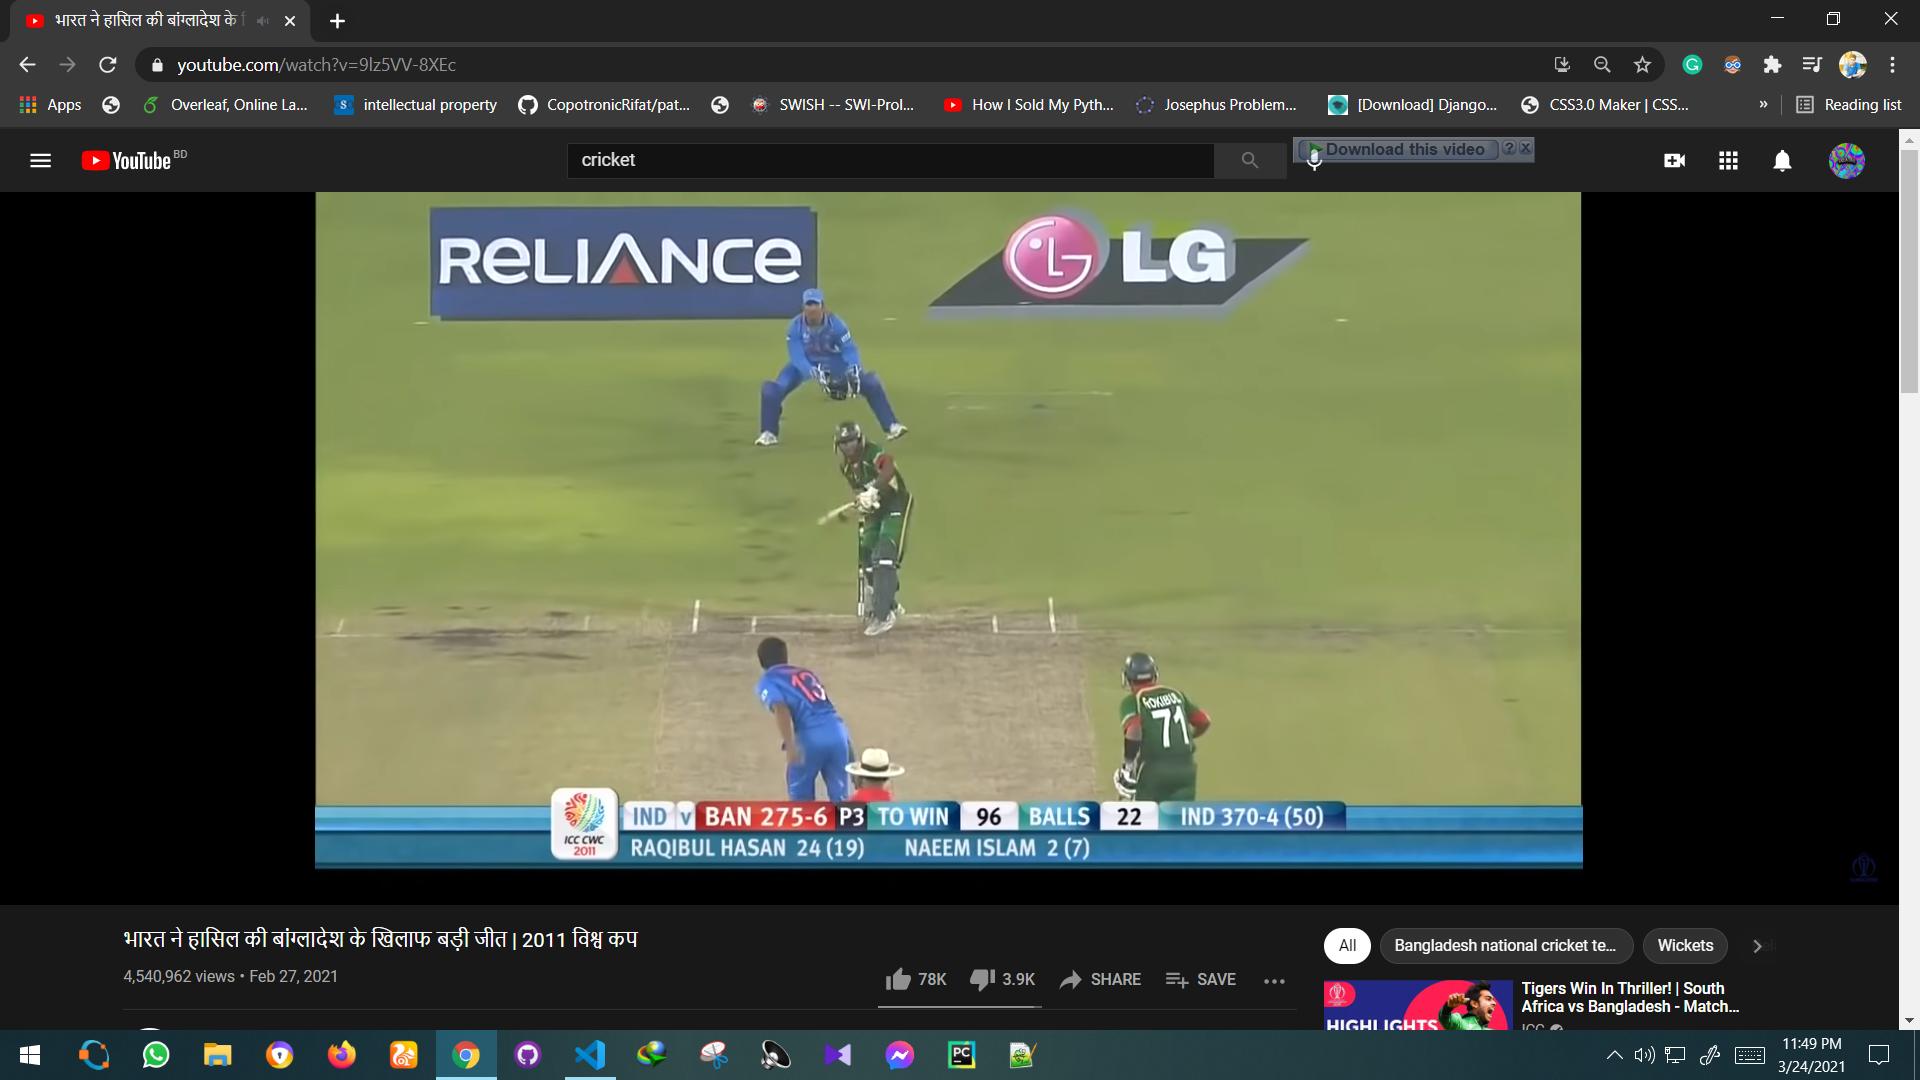 भारत ने हासिल की बांग्लादेश के
youtube.com/watch?v=9lz5VV-8XEc
Apps
Overleaf, Online La...
intellectual property
CopotronicRifat/pat...
SWISH -- SWI-Prol...
How I Sold My Pyth...
Josephus Problem...
[Download] Django...
CSS3.0 Maker | CSS...
»
Reading list
YouTube BD
cricket
Download this video
RELIANCE
LG
13
ROKIBUL
71
IND v BAN 275-6 P3 TO WIN 96 BALLS 22 IND 370-4 (50)
ICC CWC
2011
RAQIBUL HASAN 24 (19) NAEEM ISLAM 2 (7)
भारत ने हासिल की बांग्लादेश के खिलाफ बड़ी जीत | 2011 विश्व कप
4,540,962 views • Feb 27, 2021
78K
3.9K
SHARE
SAVE
All
Bangladesh national cricket te...
Wickets
HIGHLIGHTS
Tigers Win In Thriller! | South
Africa vs Bangladesh - Match...
ICC
PC
11:49 PM
3/24/2021